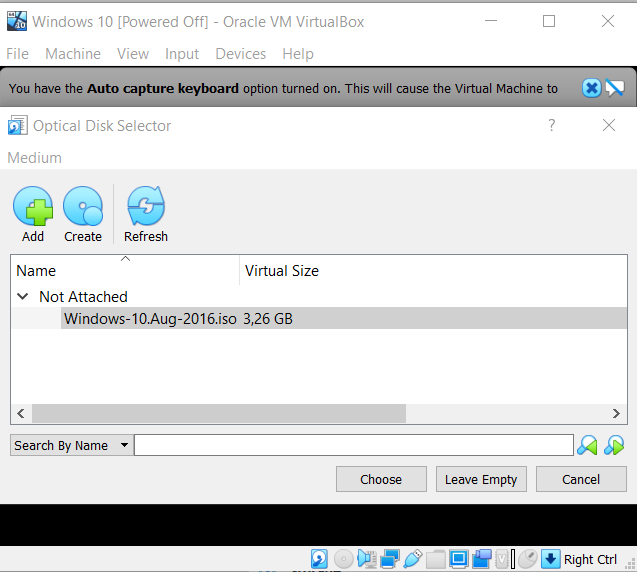 Windows 10 [Powered Off] - Oracle VM VirtualBox
File Machine View Input Devices Help
You have the Auto capture keyboard option turned on. This will cause the Virtual Machine to
Optical Disk Selector
Medium
Add Create Refresh
Name Virtual Size
Not Attached
Windows-10.Aug-2016.iso 3,26 GB
Search By Name
Choose Leave Empty Cancel
Right Ctrl